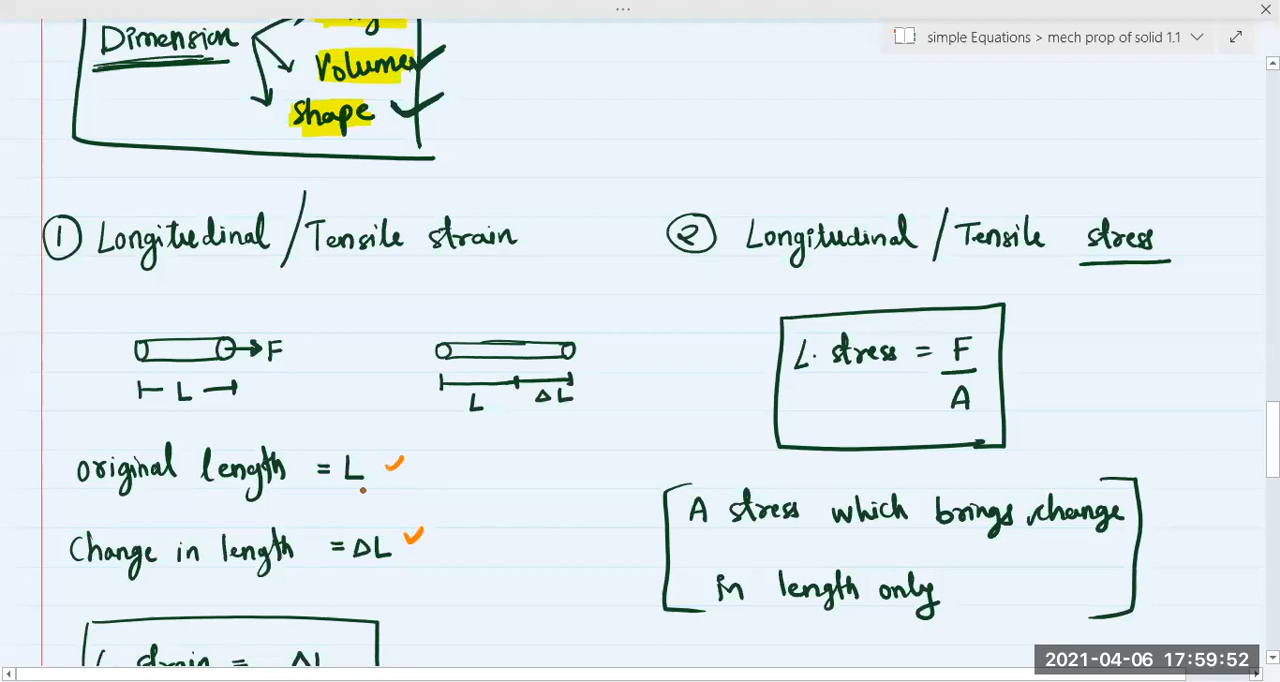 simple Equations > mech prop of solid 1.1
Dimension
Volume
shape
① Longitudinal / Tensile strain
F
L
L ΔL
original length = L
Change in length = ΔL
L. strain = ΔL
② Longitudinal / Tensile stress
L. stress = F
A
A stress which brings change
in length only
2021-04-06 17:59:52